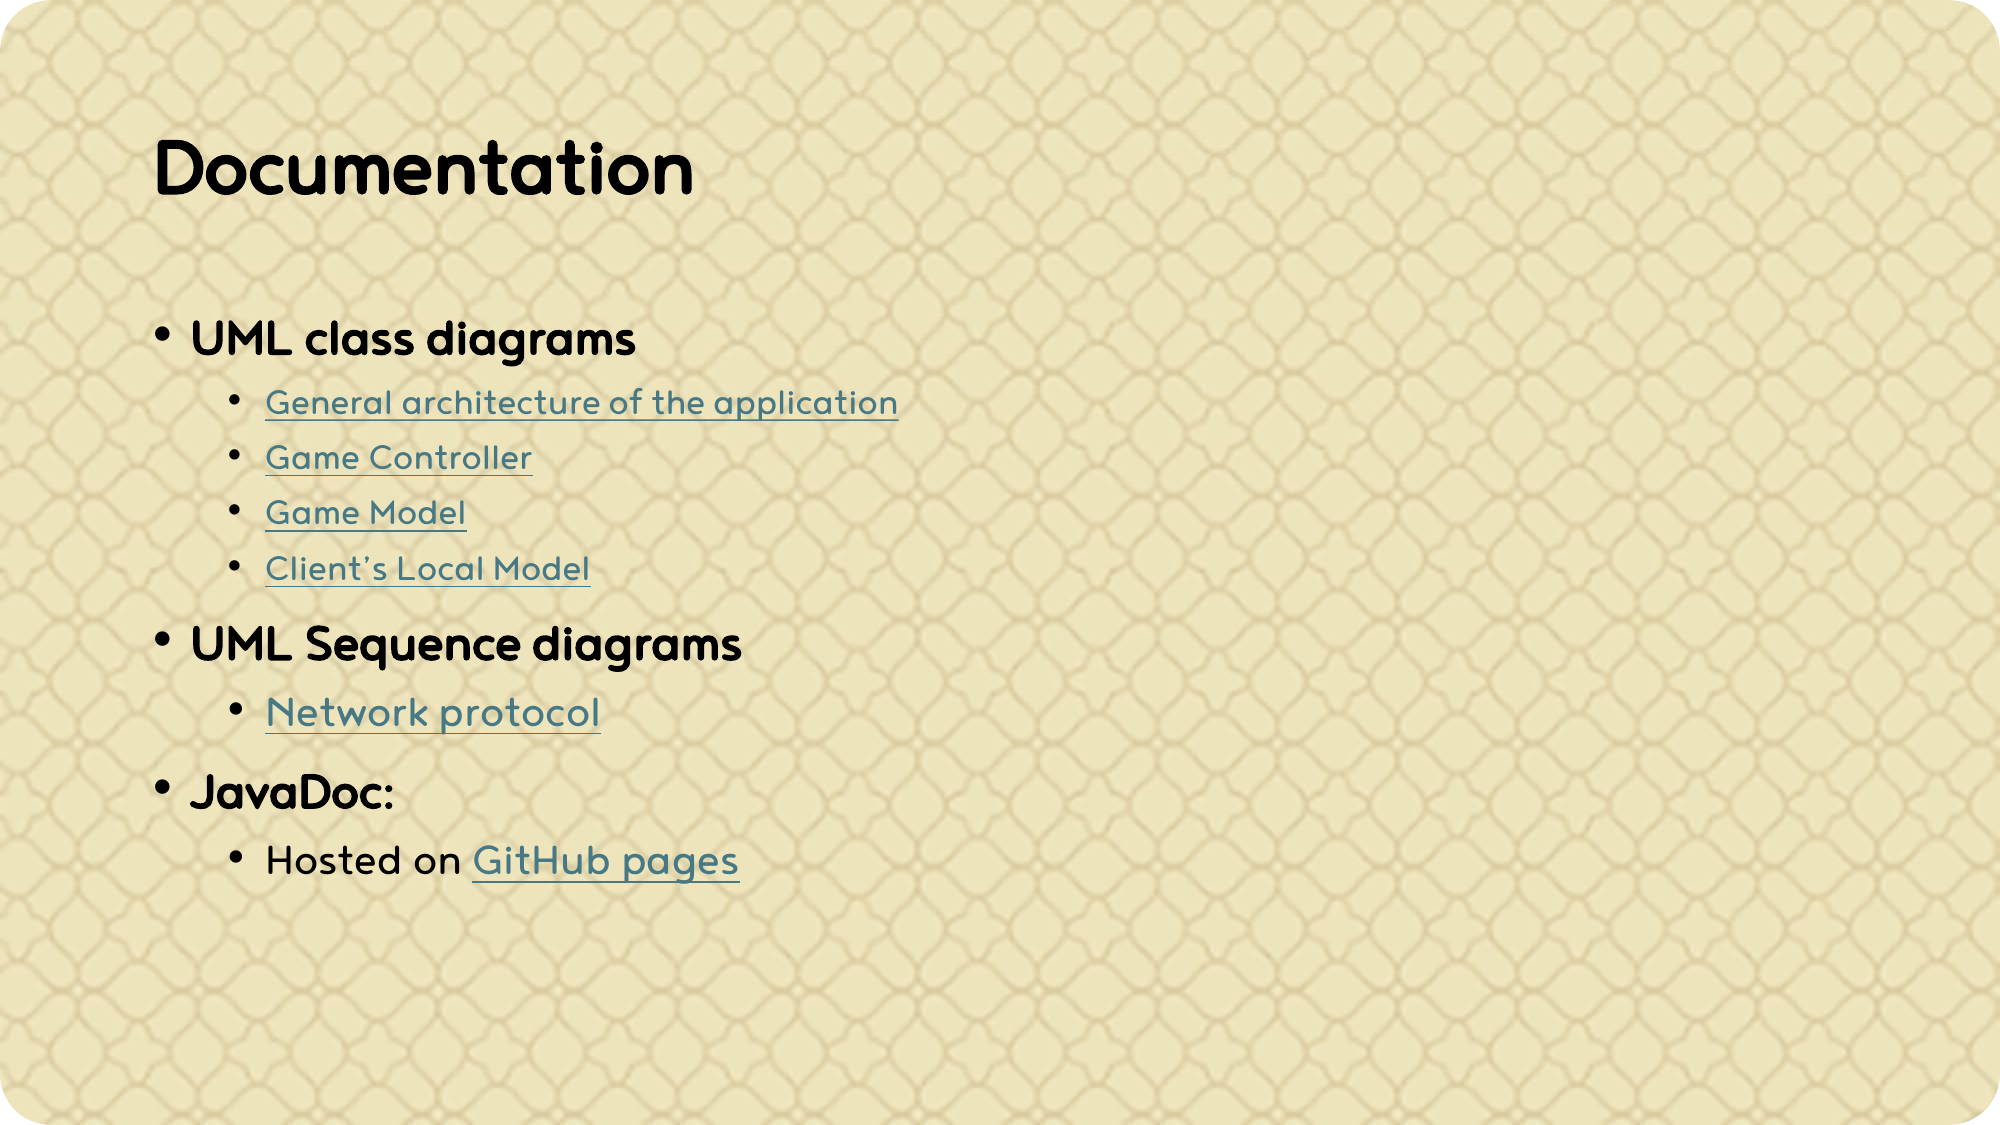 Documentation
• UML class diagrams
• General architecture of the application
• Game Controller
• Game Model
• Client’s Local Model
• UML Sequence diagrams
• Network protocol
• JavaDoc:
• Hosted on GitHub pages